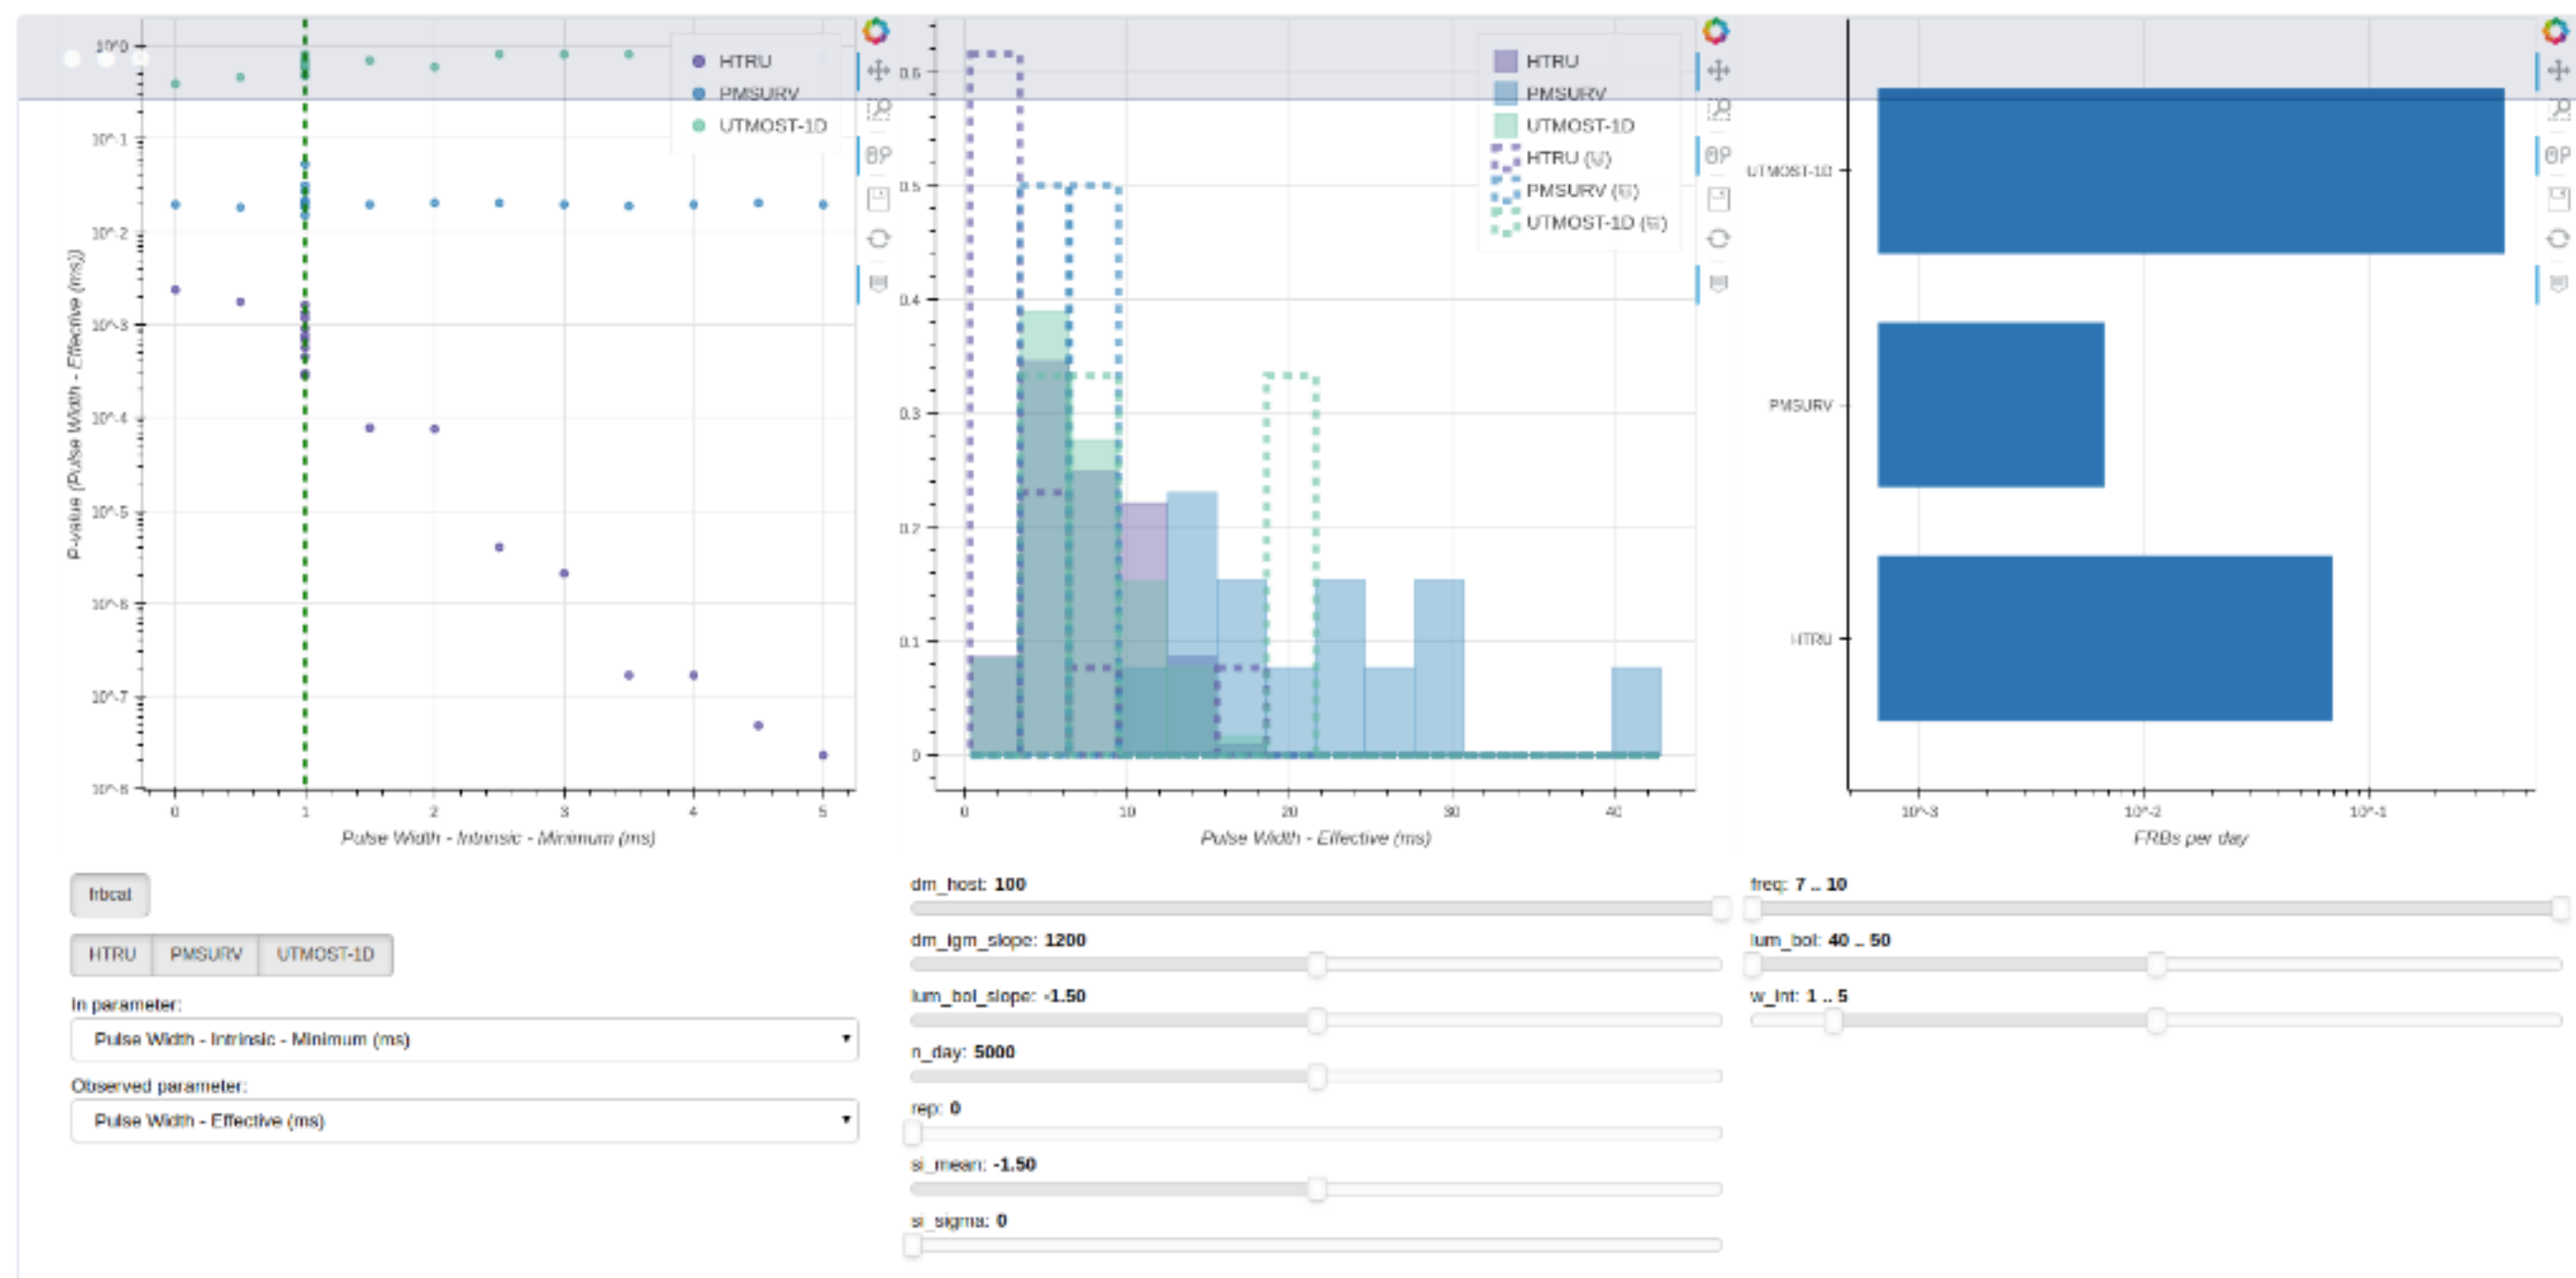 10^0
10^-1
10^-2
10^-3
10^-4
10^-5
10^-6
10^-7
10^-8
P-value (Pulse Width - Effective (ms))
0 1 2 3 4 5
Pulse Width - Intrinsic - Minimum (ms)
HTRU
PMSURV
UTMOST-1D
0.6
0.5
0.4
0.3
0.2
0.1
0
0 10 20 30 40
Pulse Width - Effective (ms)
HTRU
PMSURV
UTMOST-1D
HTRU
PMSURV
UTMOST-1D
UTMOST-1D
PMSURV
HTRU
10^-3 10^-2 10^-1
FRBs per day
frbcat
HTRU PMSURV UTMOST-1D
In parameter:
Pulse Width - Intrinsic - Minimum (ms)
Observed parameter:
Pulse Width - Effective (ms)
dm_host: 100
dm_igm_slope: 1200
lum_bol_slope: -1.50
n_day: 5000
rep: 0
si_mean: -1.50
si_sigma: 0
freq: 7 .. 10
lum_bol: 40 .. 50
w_int: 1 .. 5